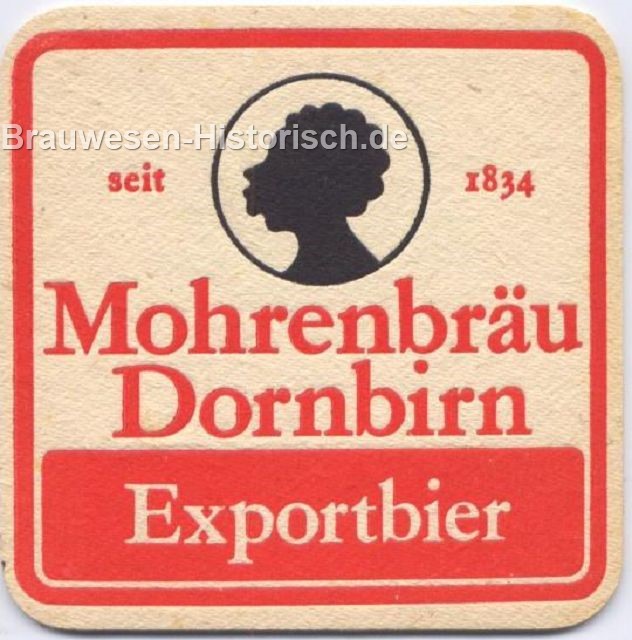 Brauwesen-Historisch.de
seit 1834
Mohrenbräu
Dornbirn
Exportbier